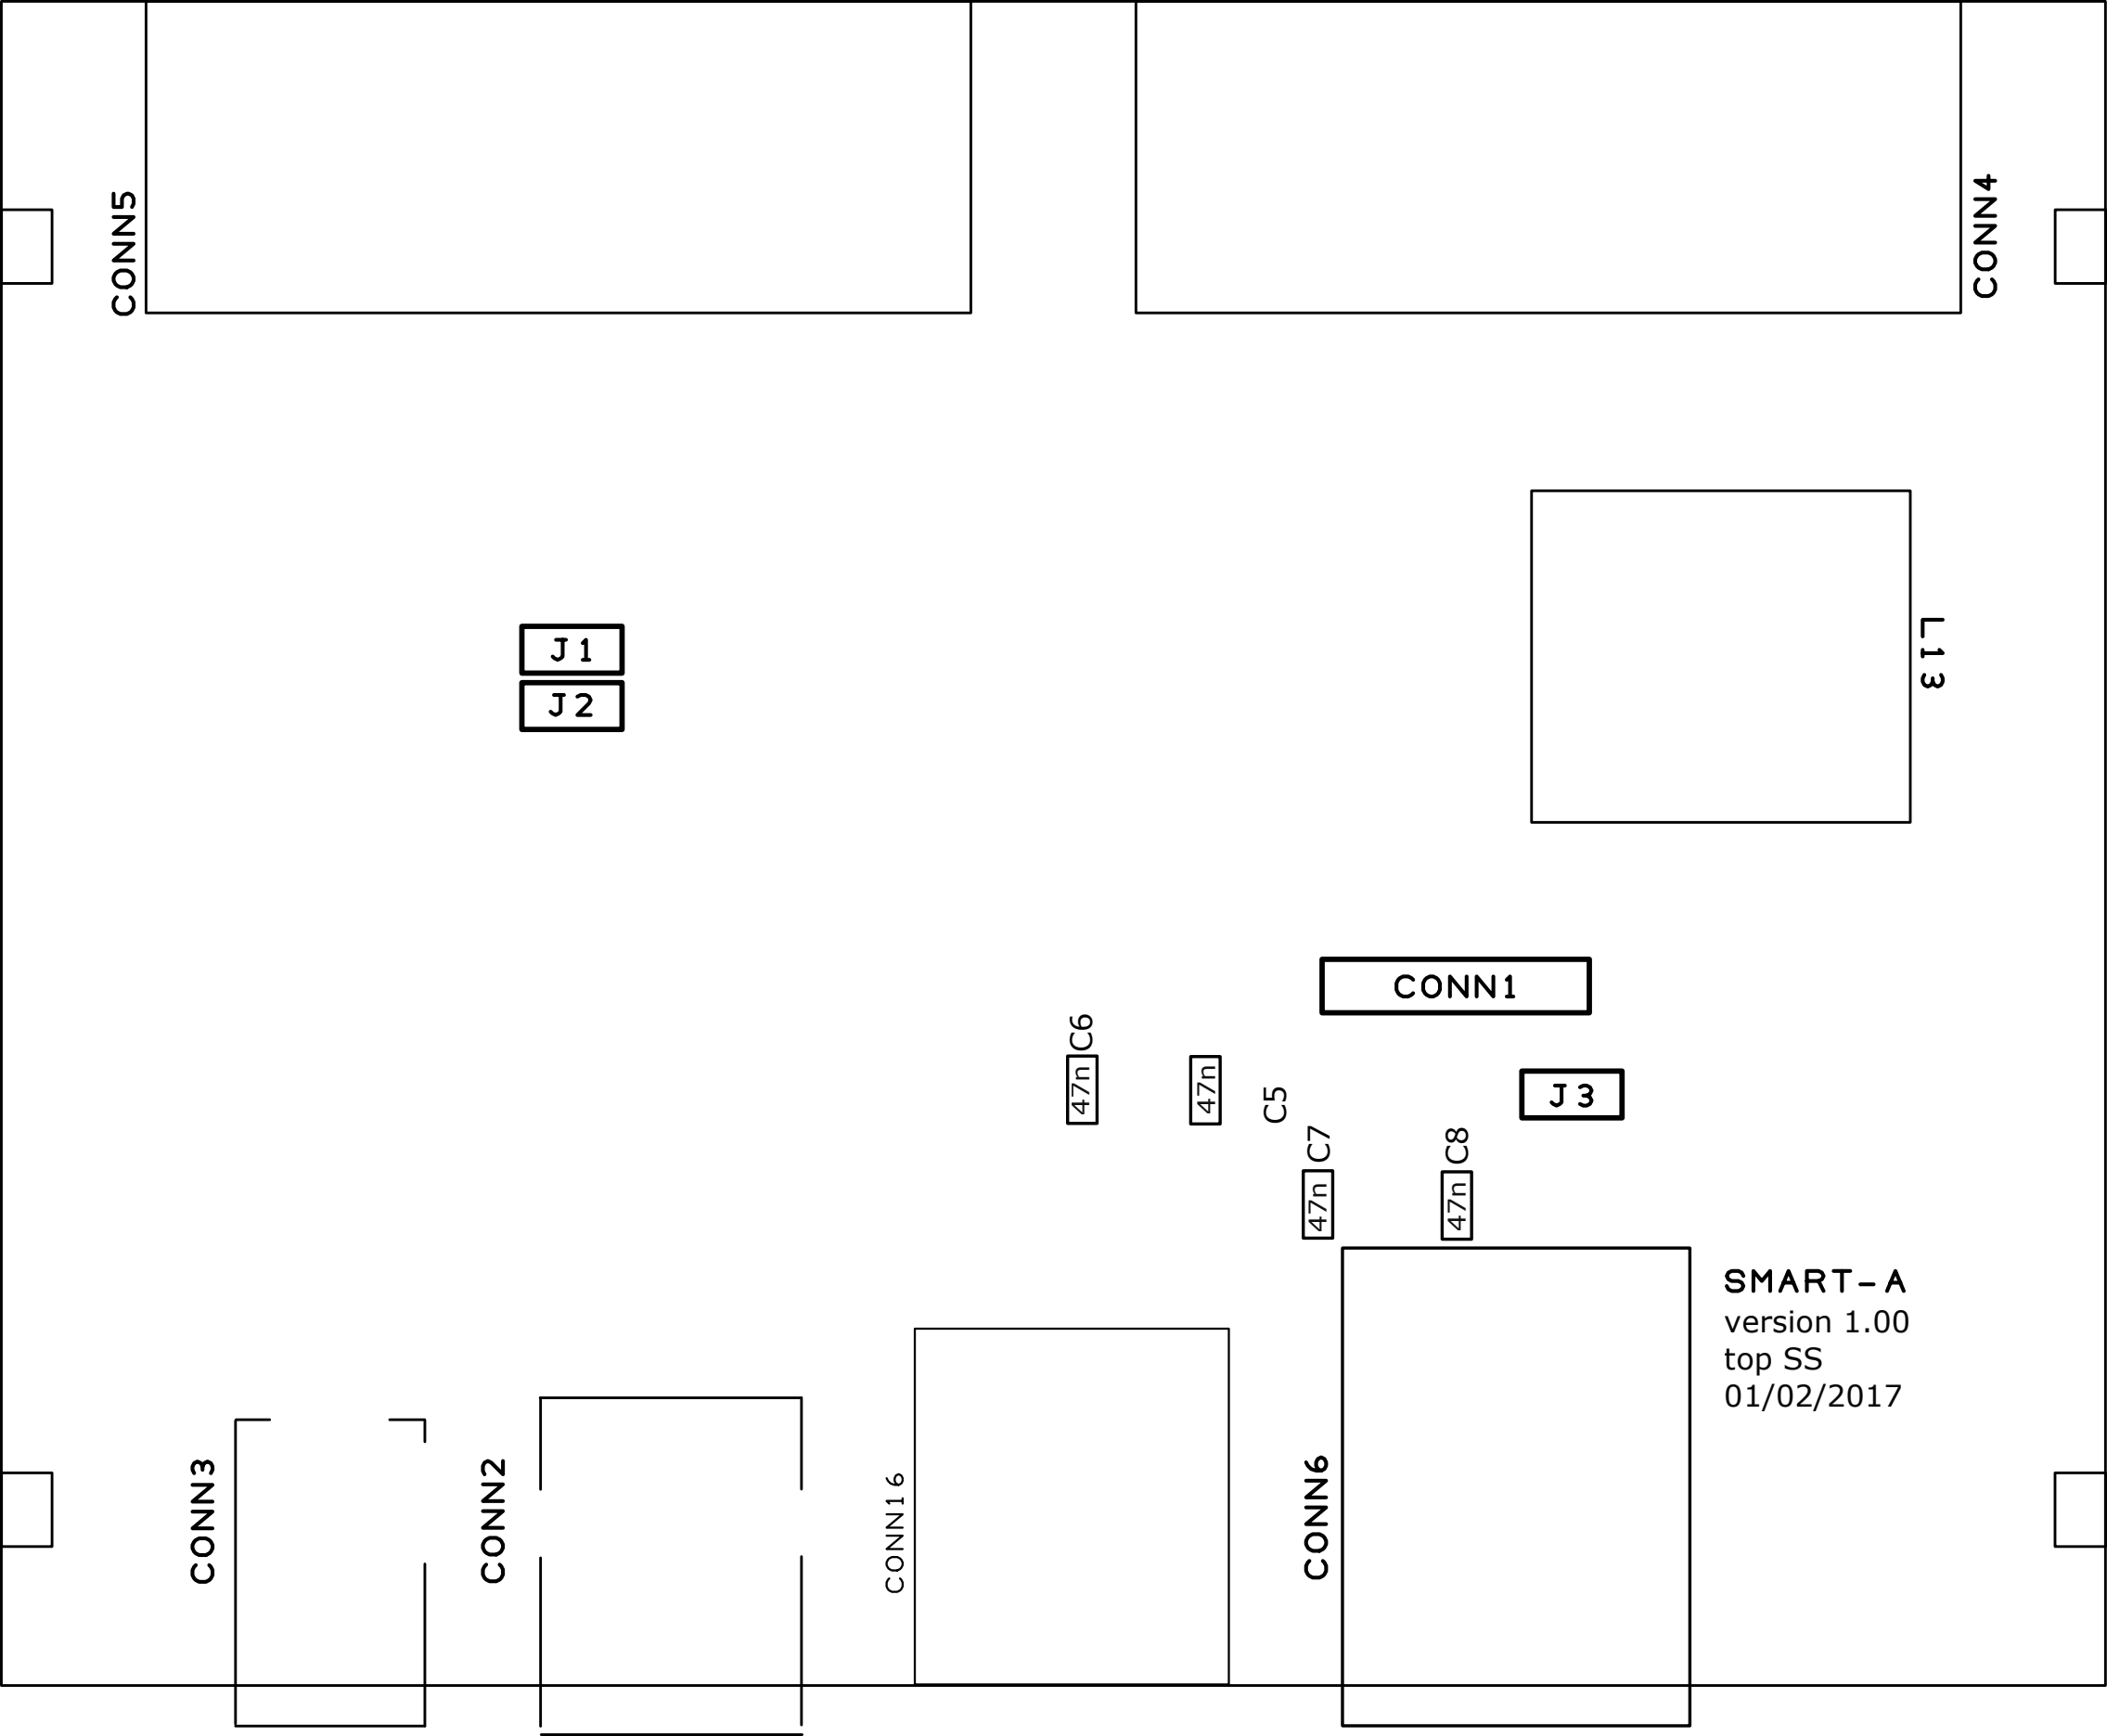 CONN5
CONN4
J1
J2
L13
CONN1
C6
47n
47n
C5
J3
C7
47n
C8
47n
SMART-A
version 1.00
top SS
01/02/2017
CONN3
CONN2
CONN16
CONN6